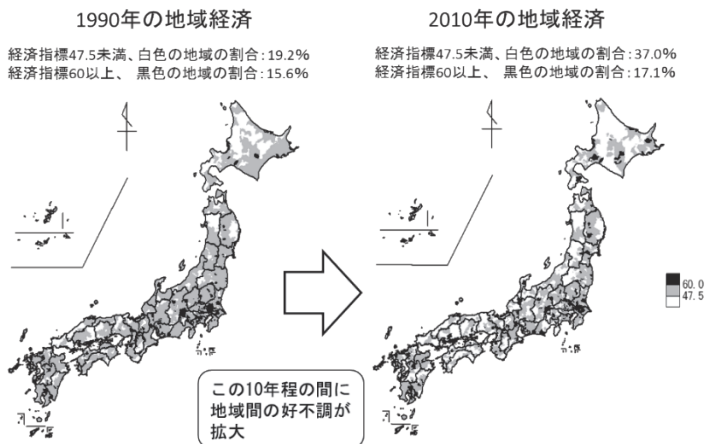 1990年の地域経済
経済指標47.5未満、白色の地域の割合:19.2%
経済指標60以上、 黒色の地域の割合:15.6%
2010年の地域経済
経済指標47.5未満、白色の地域の割合:37.0%
経済指標60以上、 黒色の地域の割合:17.1%
60.0
47.5
この10年程の間に
地域間の好不調が
拡大